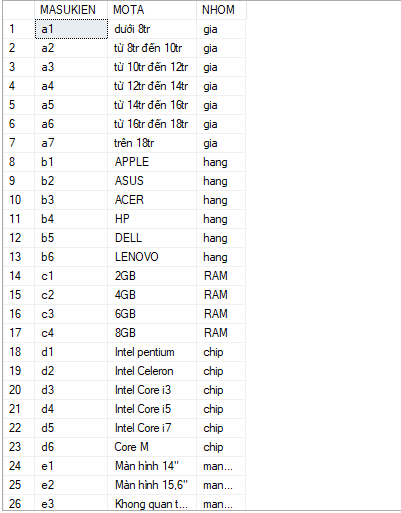 MASUKIEN MOTA NHOM
1 a1 dưới 8tr gia
2 a2 từ 8tr đến 10tr gia
3 a3 từ 10tr đến 12tr gia
4 a4 từ 12tr đến 14tr gia
5 a5 từ 14tr đến 16tr gia
6 a6 từ 16tr đến 18tr gia
7 a7 trên 18tr gia
8 b1 APPLE hang
9 b2 ASUS hang
10 b3 ACER hang
11 b4 HP hang
12 b5 DELL hang
13 b6 LENOVO hang
14 c1 2GB RAM
15 c2 4GB RAM
16 c3 6GB RAM
17 c4 8GB RAM
18 d1 Intel pentium chip
19 d2 Intel Celeron chip
20 d3 Intel Core i3 chip
21 d4 Intel Core i5 chip
22 d5 Intel Core i7 chip
23 d6 Core M chip
24 e1 Màn hình 14" man...
25 e2 Màn hình 15,6" man...
26 e3 Khong quan t... man...